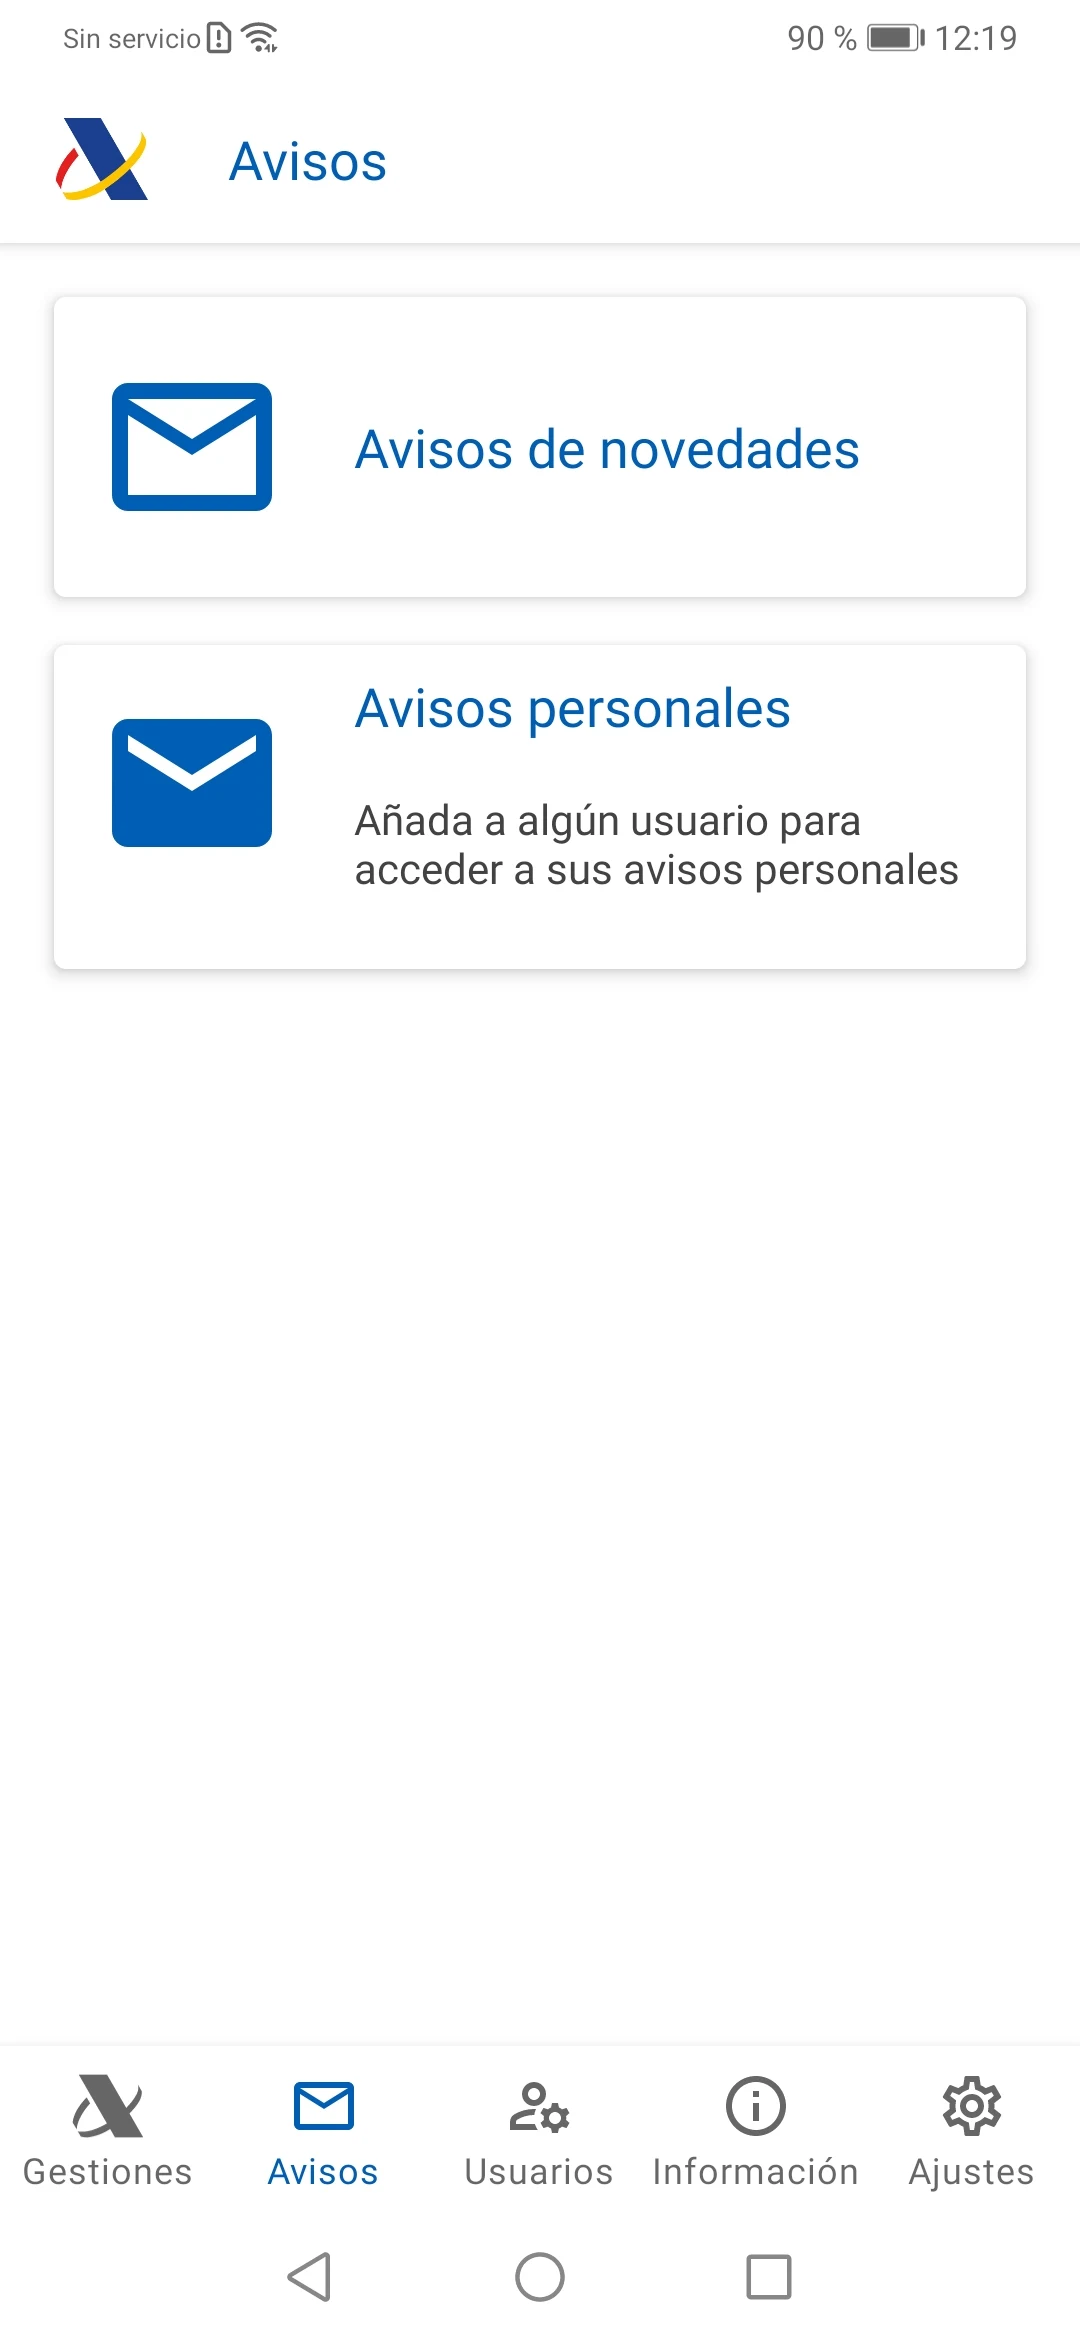 Sin servicio 90 % 12:19
Avisos
Avisos de novedades
Avisos personales
Añada a algún usuario para
acceder a sus avisos personales
Gestiones Avisos Usuarios Información Ajustes